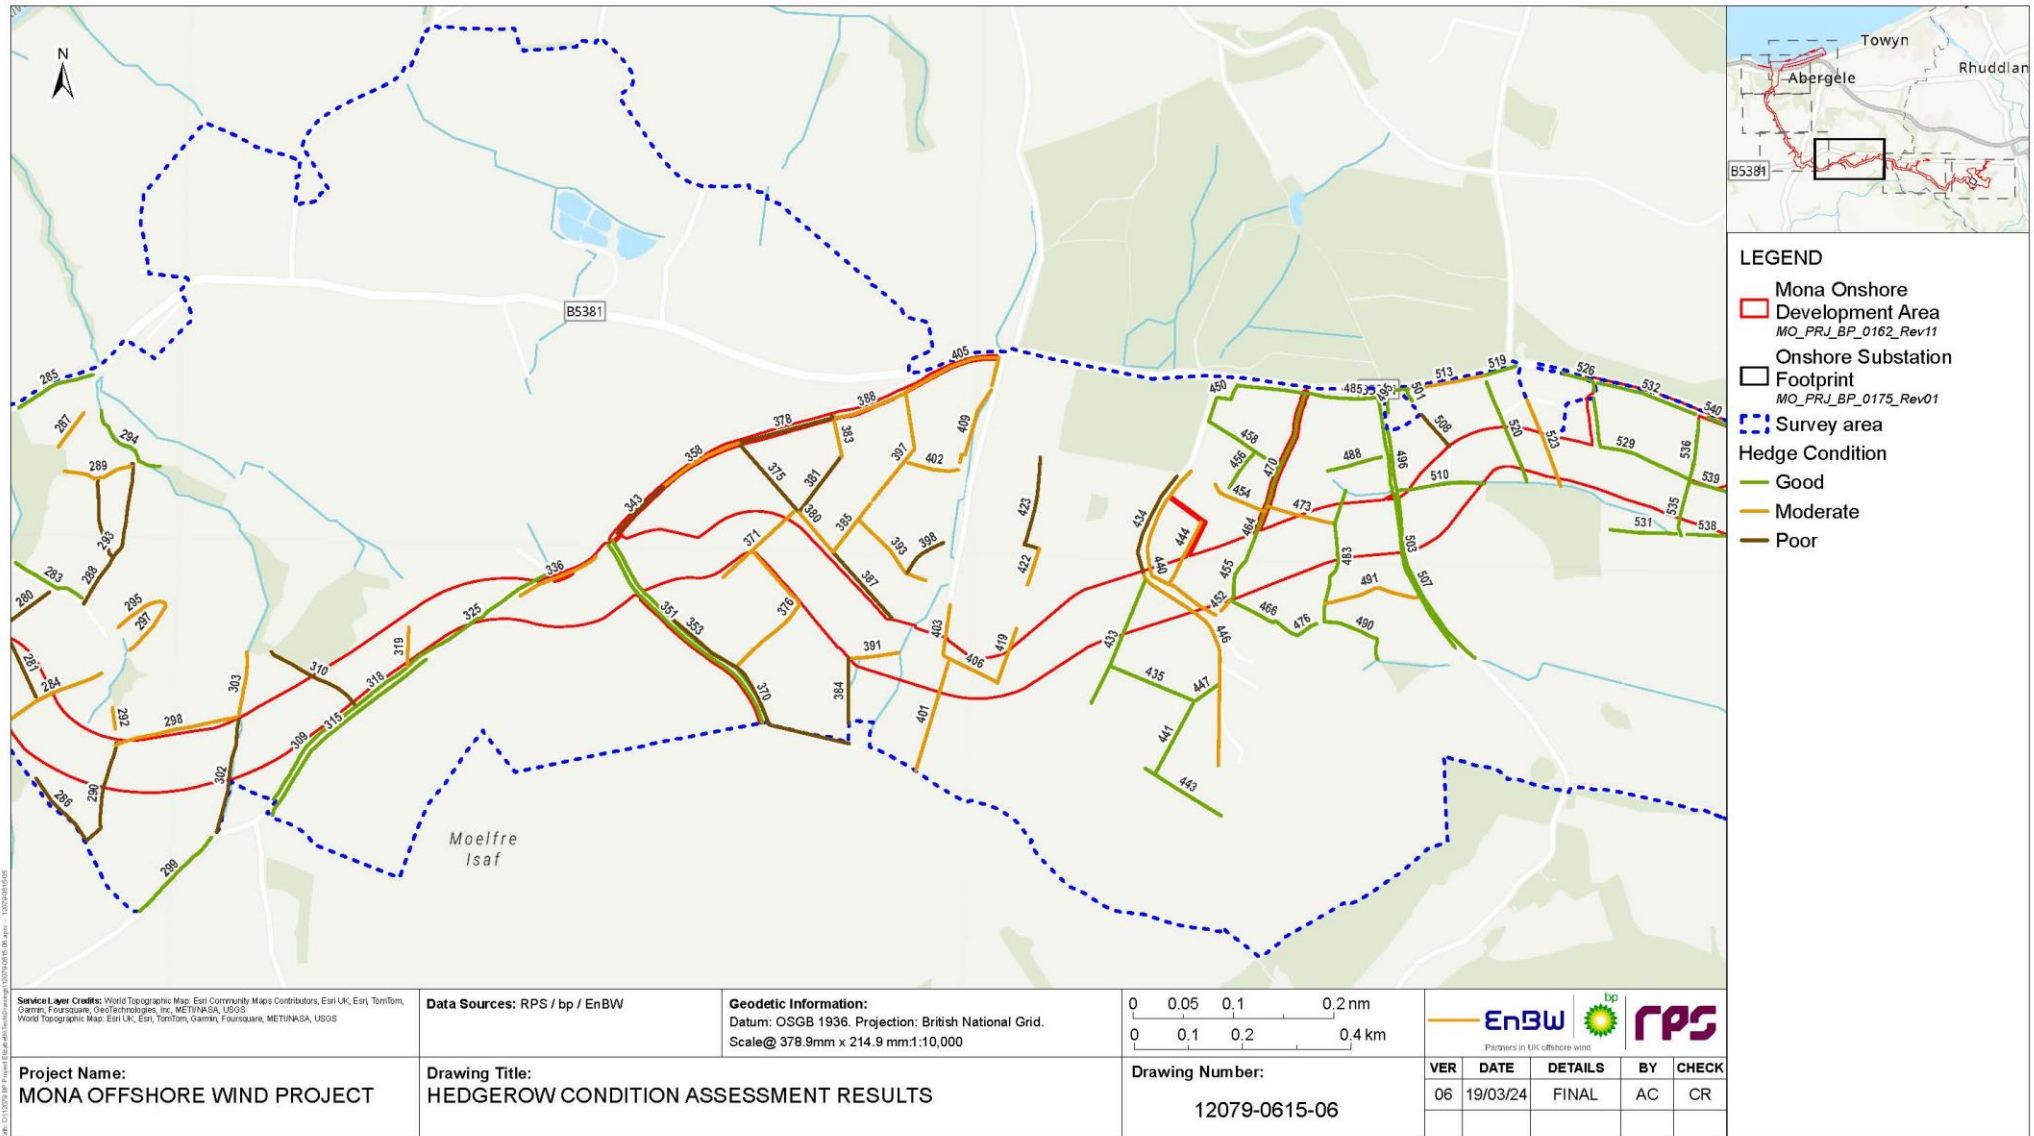 N
B5381
Moelfre
Isaf
285
287
294
289
293
288
283
280
295
297
281
284
292
298
303
310
290
286
302
299
309
315
318
319
325
336
343
358
378
388
405
375
381
383
397
402
409
380
385
371
376
393
398
387
351
353
370
384
391
403
406
419
401
423
422
434
444
440
433
435
447
441
443
446
452
455
464
454
470
473
458
456
450
466
476
483
488
491
490
496
503
507
510
501
508
513
519
520
523
526
532
540
529
536
539
535
531
538
Towyn
Rhuddlan
Abergele
B5381
LEGEND
Mona Onshore
Development Area
MO_PRJ_BP_0162_Rev11
Onshore Substation
Footprint
MO_PRJ_BP_0175_Rev01
Survey area
Hedge Condition
Good
Moderate
Poor
Service Layer Credits: World Topographic Map: Esri Community Maps Contributors, Esri UK, Esri, TomTom,
Garmin, Foursquare, GeoTechnologies, Inc, METI/NASA, USGS
World Topographic Map: Esri UK, Esri, TomTom, Garmin, Foursquare, METI/NASA, USGS
Data Sources: RPS / bp / EnBW
Geodetic Information:
Datum: OSGB 1936. Projection: British National Grid.
Scale@ 378.9mm x 214.9 mm:1:10,000
0 0.05 0.1 0.2 nm
0 0.1 0.2 0.4 km
EnBW bp rps
Partners in UK offshore wind
Project Name:
MONA OFFSHORE WIND PROJECT
Drawing Title:
HEDGEROW CONDITION ASSESSMENT RESULTS
Drawing Number:
12079-0615-06
VER DATE DETAILS BY CHECK
06 19/03/24 FINAL AC CR